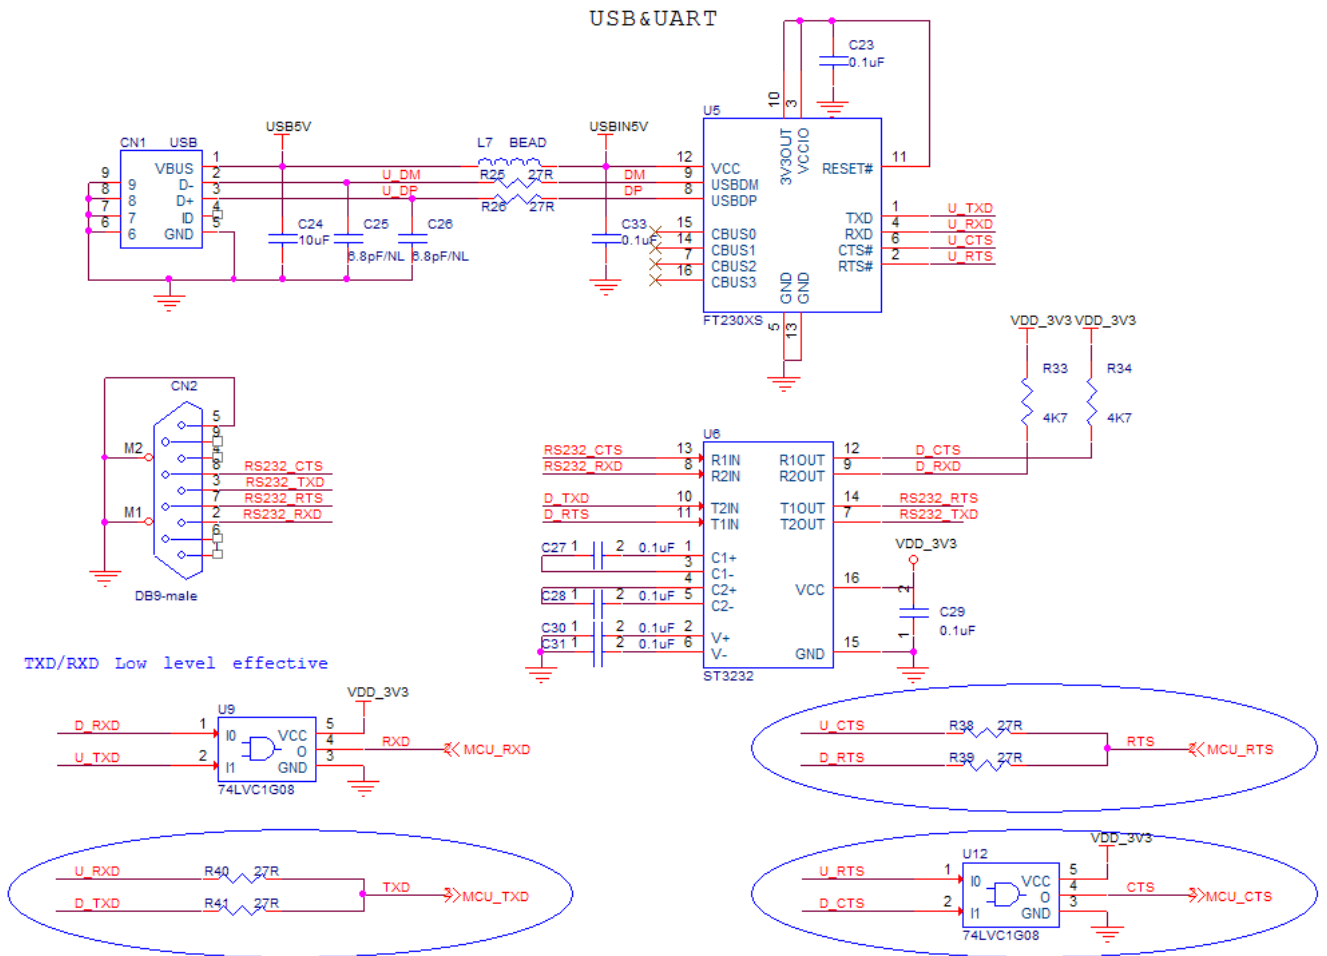 USB&UART
C23
0.1uF
10
3
U5
3V3OUT
VCCIO
RESET#
11
CN1
USB
USB5V
L7
BEAD
USBIN5V
VBUS
1
12
VCC
9
9
D-
2
U_DM
R25
27R
DM
9
USBDM
8
8
D+
3
U_DP
R26
27R
DP
8
USBDP
7
7
ID
4
6
6
GND
5
C24
10uF
C25
6.8pF/NL
C26
6.8pF/NL
C33
0.1uF
15
CBUS0
14
CBUS1
7
CBUS2
16
CBUS3
TXD
1
U_TXD
RXD
4
U_RXD
CTS#
6
U_CTS
RTS#
2
U_RTS
GND
GND
5
13
FT230XS
VDD_3V3
VDD_3V3
R33
4K7
R34
4K7
CN2
5
9
4
8
RS232_CTS
3
RS232_TXD
7
RS232_RTS
2
RS232_RXD
6
1
M2
M1
DB9-male
U6
RS232_CTS
13
R1IN
R1OUT
12
D_CTS
RS232_RXD
8
R2IN
R2OUT
9
D_RXD
D_TXD
10
T2IN
T1OUT
14
RS232_RTS
D_RTS
11
T1IN
T2OUT
7
RS232_TXD
C27
1
2
0.1uF
1
C1+
3
C1-
4
C2+
C28
1
2
0.1uF
5
C2-
C30
1
2
0.1uF
2
V+
C31
1
2
0.1uF
6
V-
VCC
16
GND
15
ST3232
VDD_3V3
2
C29
0.1uF
1
TXD/RXD Low level effective
U9
VDD_3V3
D_RXD
1
I0
VCC
5
O
4
RXD
MCU_RXD
U_TXD
2
I1
GND
3
74LVC1G08
U_CTS
R38
27R
RTS
MCU_RTS
D_RTS
R39
27R
U_RXD
R40
27R
TXD
MCU_TXD
D_TXD
R41
27R
VDD_3V3
U12
U_RTS
1
I0
VCC
5
O
4
CTS
MCU_CTS
D_CTS
2
I1
GND
3
74LVC1G08